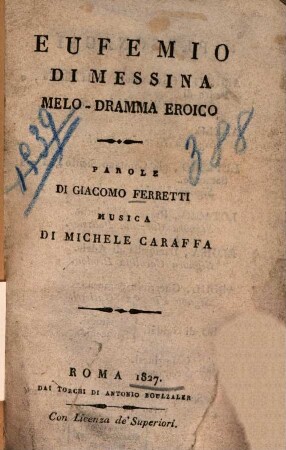 EUFEMIO
DI MESSINA
MELO-DRAMMA EROICO
1839
388
PAROLE
DI GIACOMO FERRETTI
MUSICA
DI MICHELE CARAFFA
ROMA 1827.
DAI TORCHI DI ANTONIO BOULZALER
Con Licenza de' Superiori.